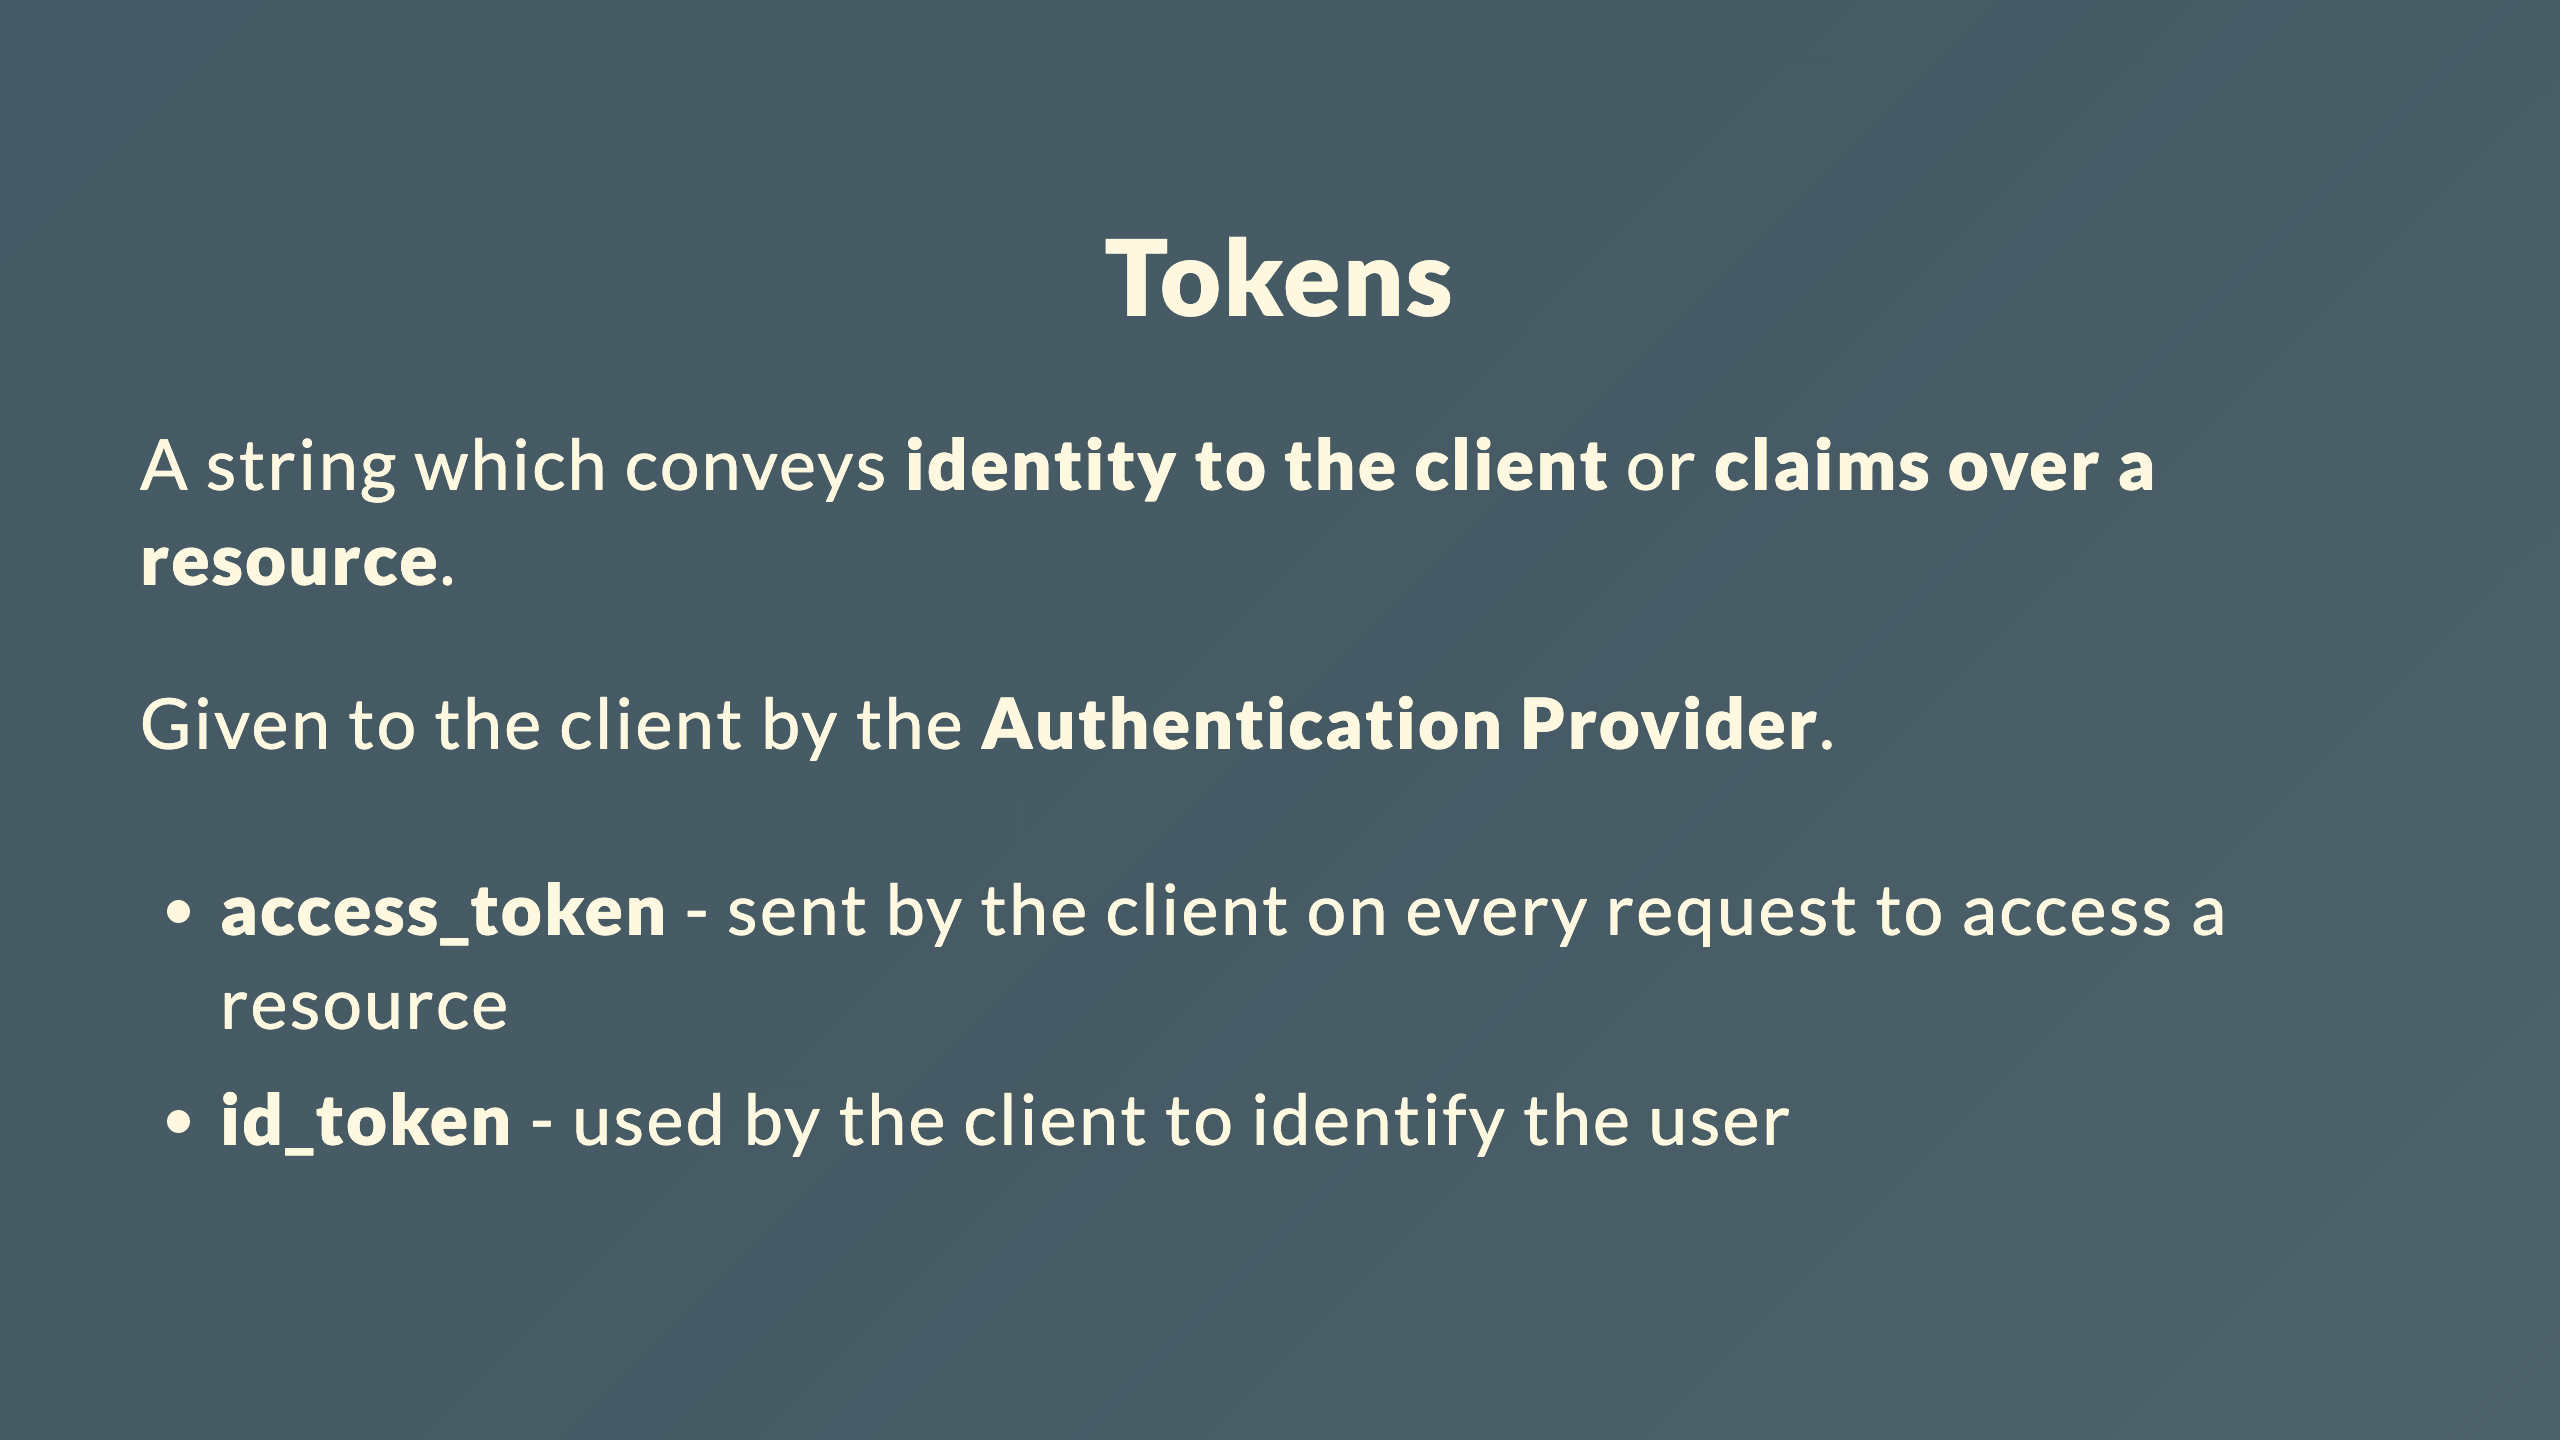 Tokens
A string which conveys identity to the client or claims over a
resource.
Given to the client by the Authentication Provider.
• access_token - sent by the client on every request to access a
resource
• id_token - used by the client to identify the user